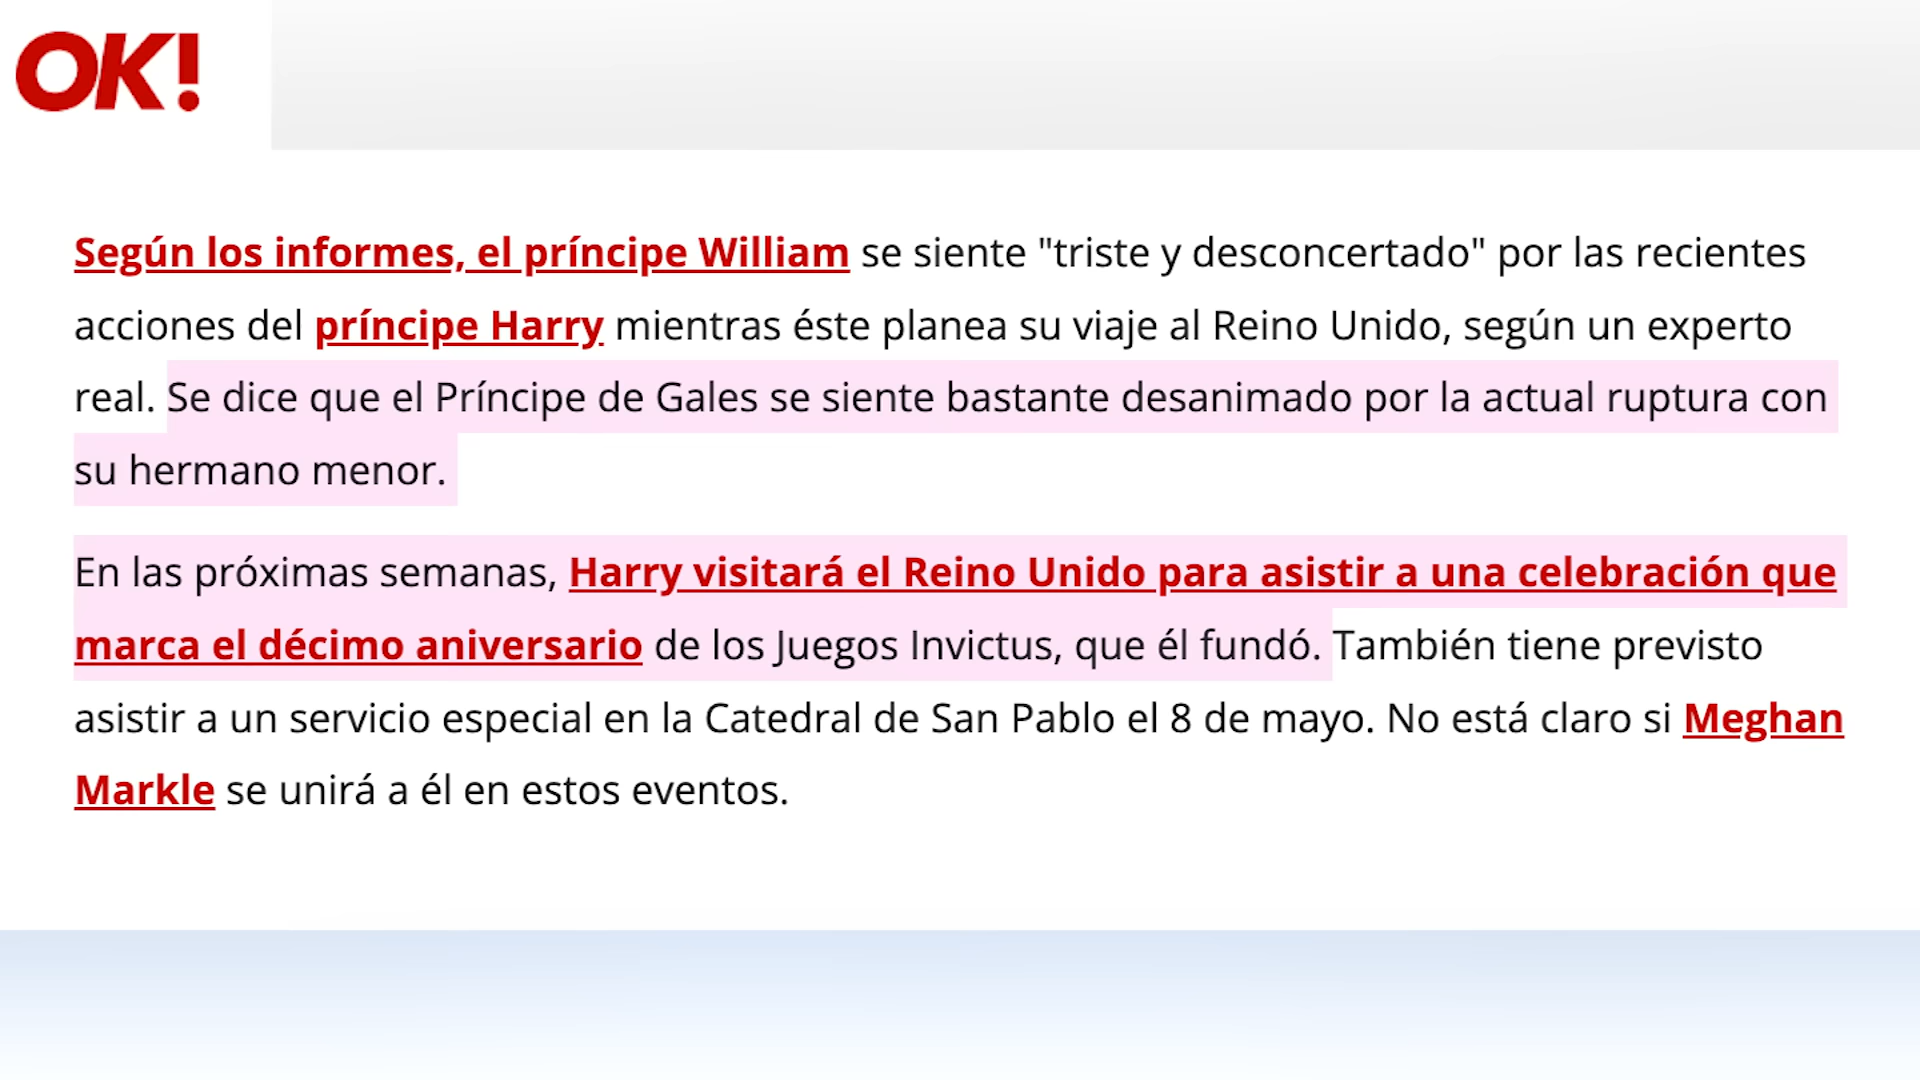 OK!
Según los informes, el príncipe William se siente "triste y desconcertado" por las recientes
acciones del príncipe Harry mientras éste planea su viaje al Reino Unido, según un experto
real. Se dice que el Príncipe de Gales se siente bastante desanimado por la actual ruptura con
su hermano menor.
En las próximas semanas, Harry visitará el Reino Unido para asistir a una celebración que
marca el décimo aniversario de los Juegos Invictus, que él fundó. También tiene previsto
asistir a un servicio especial en la Catedral de San Pablo el 8 de mayo. No está claro si Meghan
Markle se unirá a él en estos eventos.